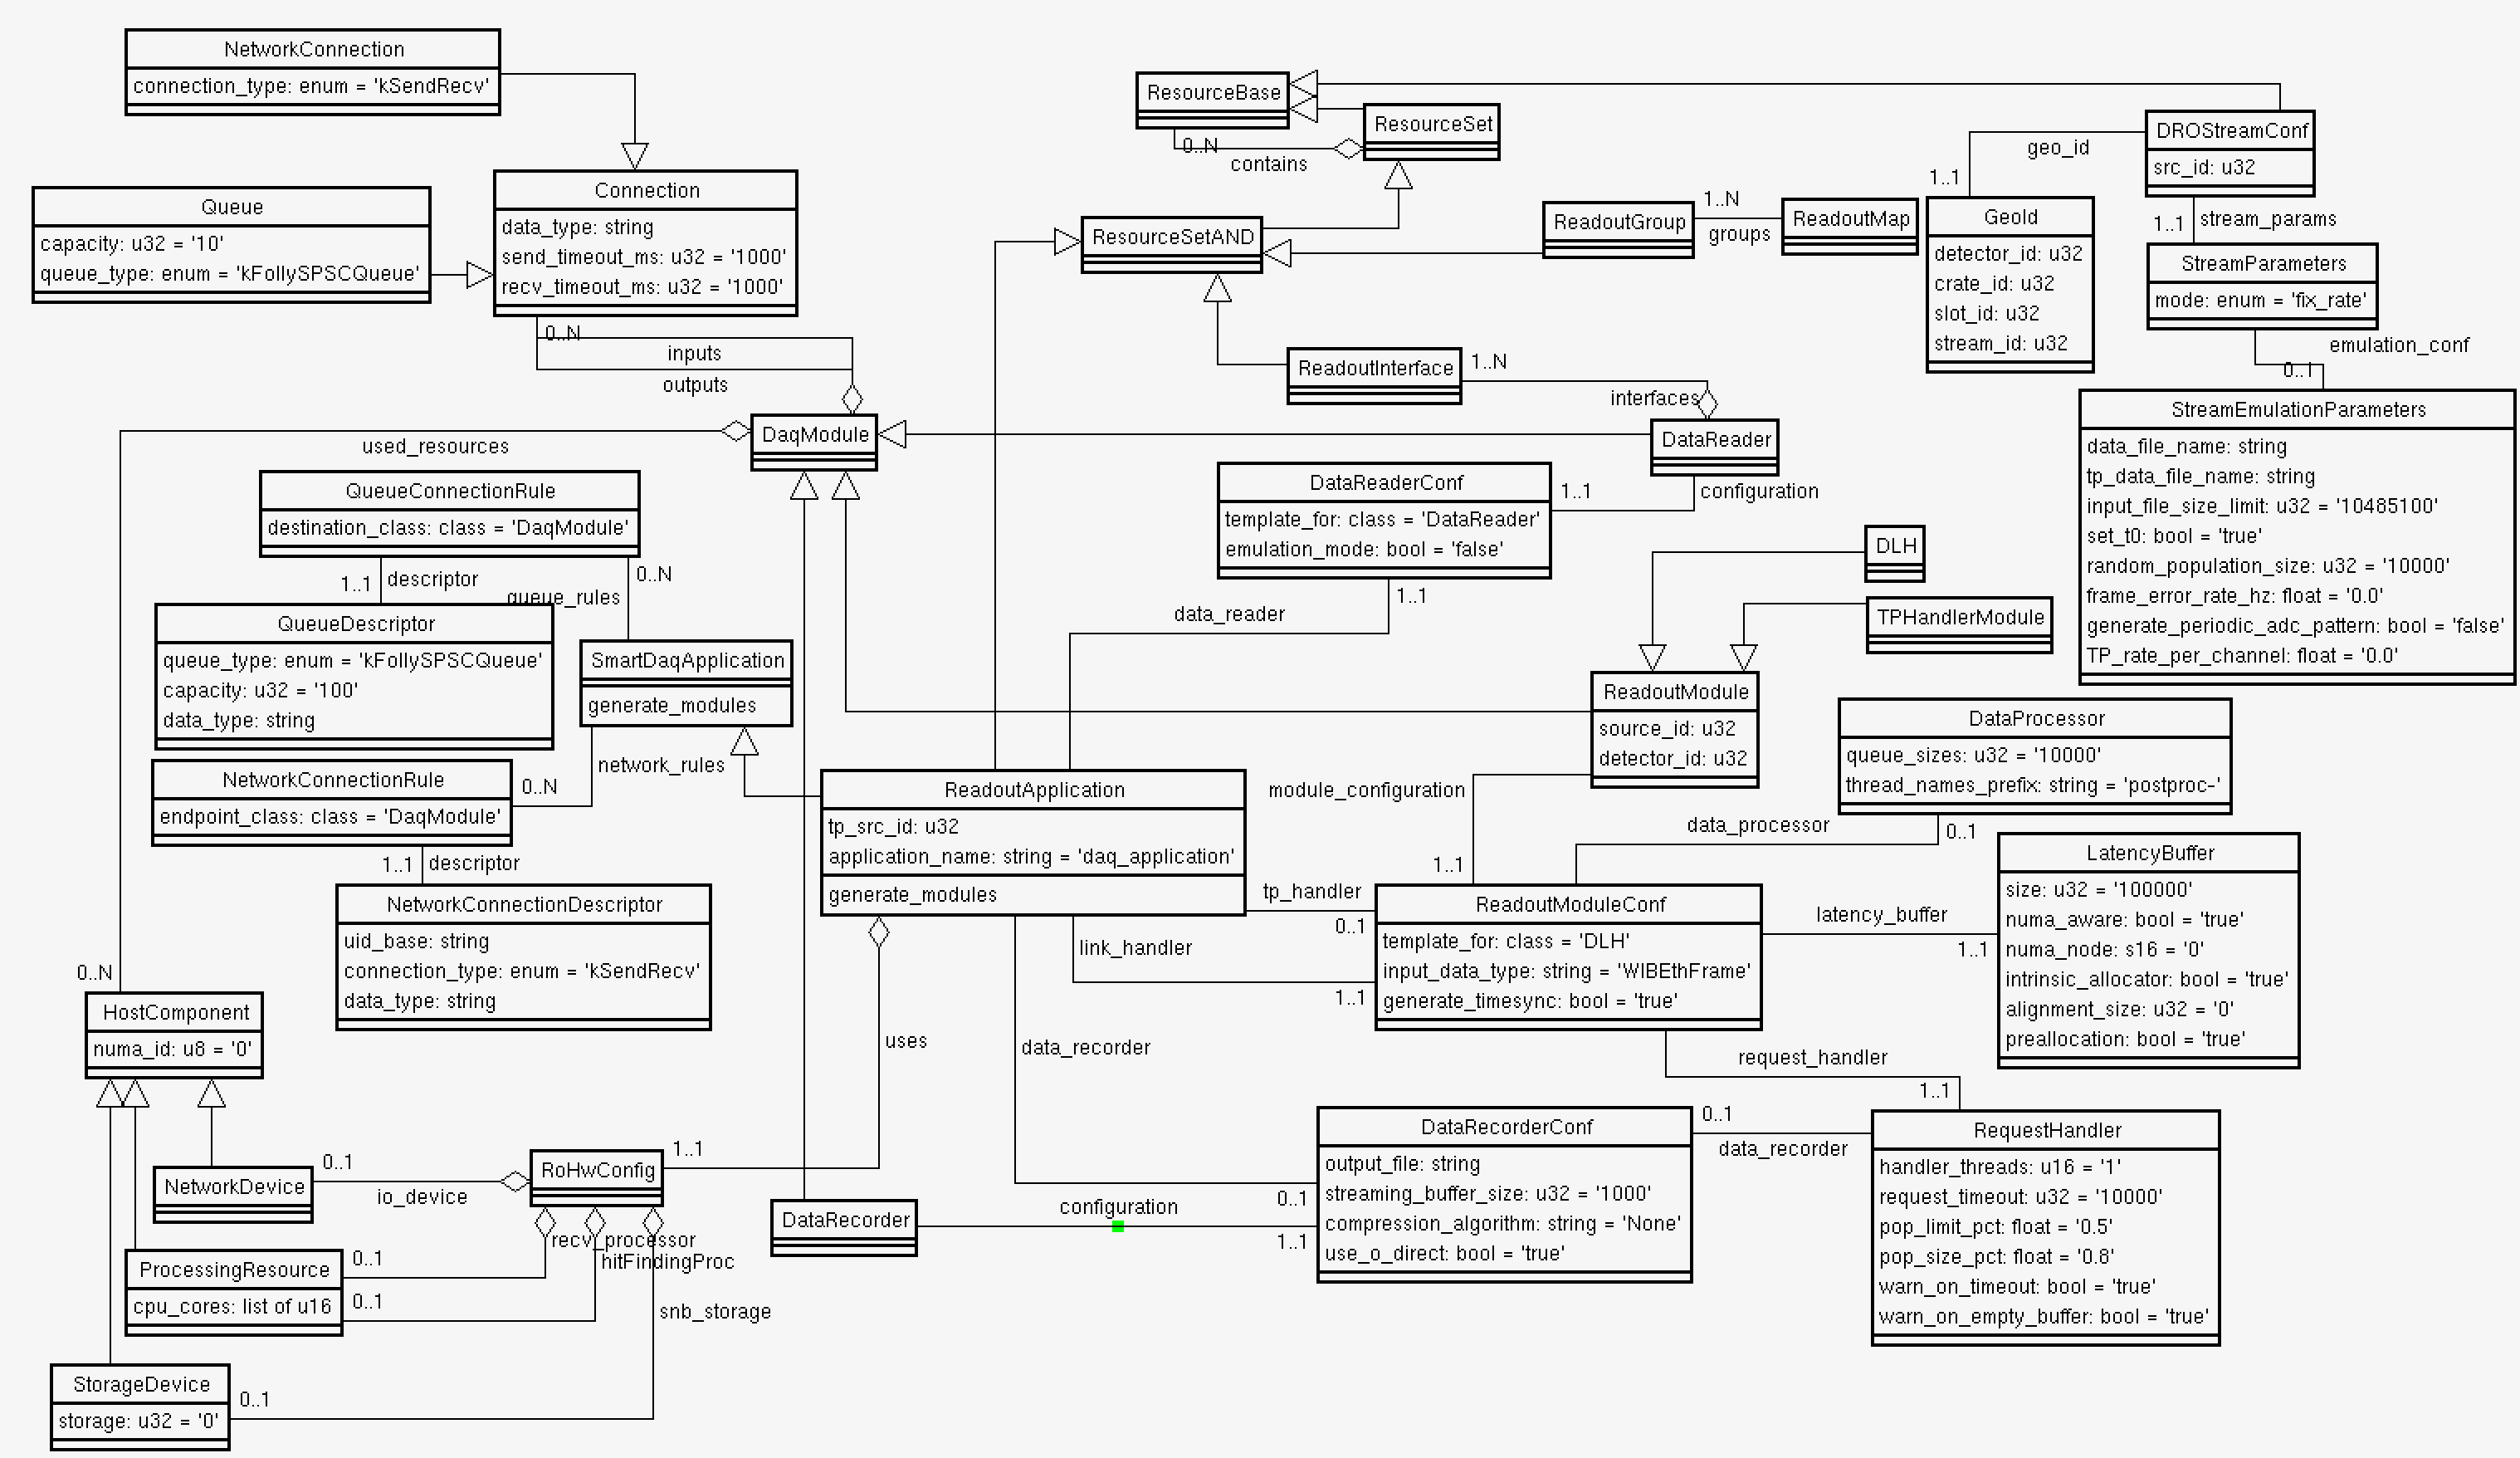 NetworkConnection
connection_type: enum = 'kSendRecv'
Queue
capacity: u32 = '10'
queue_type: enum = 'kFollySPSCQueue'
Connection
data_type: string
send_timeout_ms: u32 = '1000'
recv_timeout_ms: u32 = '1000'
0..N
inputs
outputs
ResourceBase
ResourceSet
0..N
contains
ResourceSetAND
ReadoutGroup
1..N
groups
ReadoutMap
DROStreamConf
src_id: u32
geo_id
1..1
GeoId
detector_id: u32
crate_id: u32
slot_id: u32
stream_id: u32
1..1
stream_params
StreamParameters
mode: enum = 'fix_rate'
emulation_conf
0..1
StreamEmulationParameters
data_file_name: string
tp_data_file_name: string
input_file_size_limit: u32 = '10485100'
set_t0: bool = 'true'
random_population_size: u32 = '10000'
frame_error_rate_hz: float = '0.0'
generate_periodic_adc_pattern: bool = 'false'
TP_rate_per_channel: float = '0.0'
ReadoutInterface
1..N
interfaces
DaqModule
used_resources
DataReader
configuration
1..1
DataReaderConf
template_for: class = 'DataReader'
emulation_mode: bool = 'false'
1..1
data_reader
QueueConnectionRule
destination_class: class = 'DaqModule'
1..1
descriptor
0..N
queue_rules
QueueDescriptor
queue_type: enum = 'kFollySPSCQueue'
capacity: u32 = '100'
data_type: string
SmartDaqApplication
generate_modules
network_rules
0..N
NetworkConnectionRule
endpoint_class: class = 'DaqModule'
1..1
descriptor
NetworkConnectionDescriptor
uid_base: string
connection_type: enum = 'kSendRecv'
data_type: string
DLH
TPHandlerModule
ReadoutModule
source_id: u32
detector_id: u32
module_configuration
1..1
DataProcessor
queue_sizes: u32 = '10000'
thread_names_prefix: string = 'postproc-'
data_processor
0..1
ReadoutApplication
tp_src_id: u32
application_name: string = 'daq_application'
generate_modules
tp_handler
0..1
link_handler
1..1
ReadoutModuleConf
template_for: class = 'DLH'
input_data_type: string = 'WIBEthFrame'
generate_timesync: bool = 'true'
latency_buffer
1..1
LatencyBuffer
size: u32 = '100000'
numa_aware: bool = 'true'
numa_node: s16 = '0'
intrinsic_allocator: bool = 'true'
alignment_size: u32 = '0'
preallocation: bool = 'true'
0..N
HostComponent
numa_id: u8 = '0'
uses
data_recorder
request_handler
1..1
NetworkDevice
0..1
io_device
RoHwConfig
1..1
recv_processor
hitFindingProc
snb_storage
ProcessingResource
cpu_cores: list of u16
0..1
0..1
StorageDevice
storage: u32 = '0'
0..1
DataRecorder
configuration
0..1
1..1
DataRecorderConf
output_file: string
streaming_buffer_size: u32 = '1000'
compression_algorithm: string = 'None'
use_o_direct: bool = 'true'
0..1
data_recorder
RequestHandler
handler_threads: u16 = '1'
request_timeout: u32 = '10000'
pop_limit_pct: float = '0.5'
pop_size_pct: float = '0.8'
warn_on_timeout: bool = 'true'
warn_on_empty_buffer: bool = 'true'